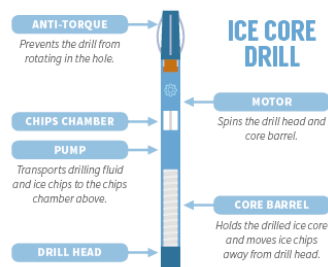 ICE CORE
DRILL
ANTI-TORQUE
Prevents the drill from
rotating in the hole.
MOTOR
Spins the drill head and
core barrel.
CHIPS CHAMBER
PUMP
Transports drilling fluid
and ice chips to the chips
chamber above.
CORE BARREL
Holds the drilled ice core
and moves ice chips
away from drill head.
DRILL HEAD